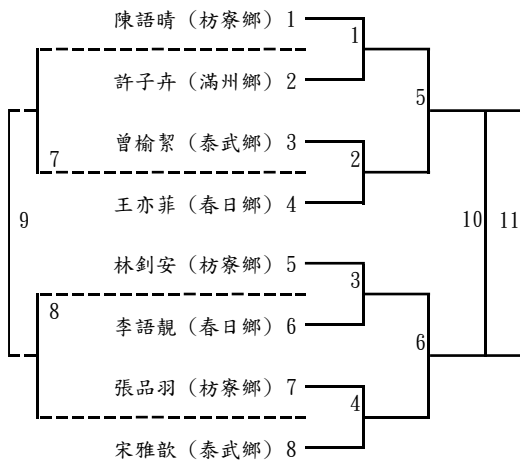 陳語晴（枋寮鄉）1
1
許子卉（滿州鄉）2
5
曾榆絜（泰武鄉）3
7
2
王亦菲（春日鄉）4
9
10
11
林釗安（枋寮鄉）5
3
8
李語靚（春日鄉）6
6
張品羽（枋寮鄉）7
4
宋雅歆（泰武鄉）8